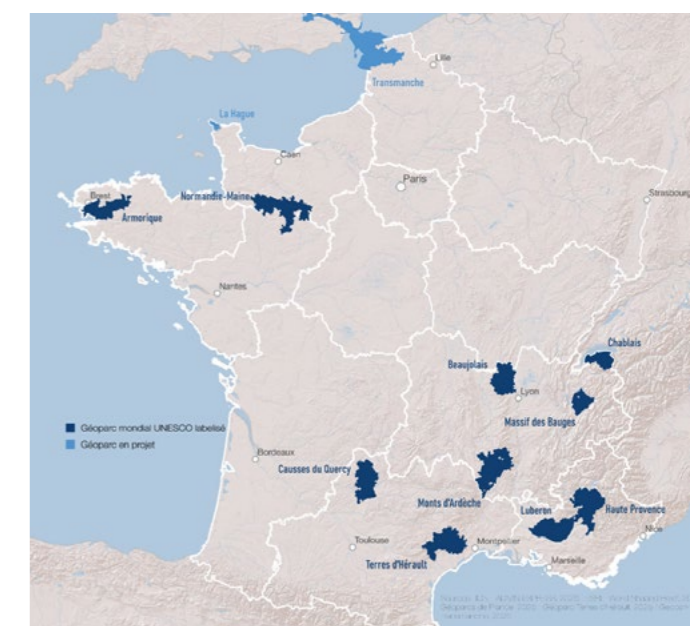 Lille
Transmanche
La Hague
Caen
Paris
Strasbourg
Brest
Normandie-Maine
Armorique
Nantes
Chablais
Beaujolais
Lyon
Massif des Bauges
Géoparc mondial UNESCO labelisé
Géoparc en projet
Bordeaux
Causses du Quercy
Monts d'Ardèche
Luberon
Haute Provence
Nice
Toulouse
Montpellier
Marseille
Terres d'Hérault